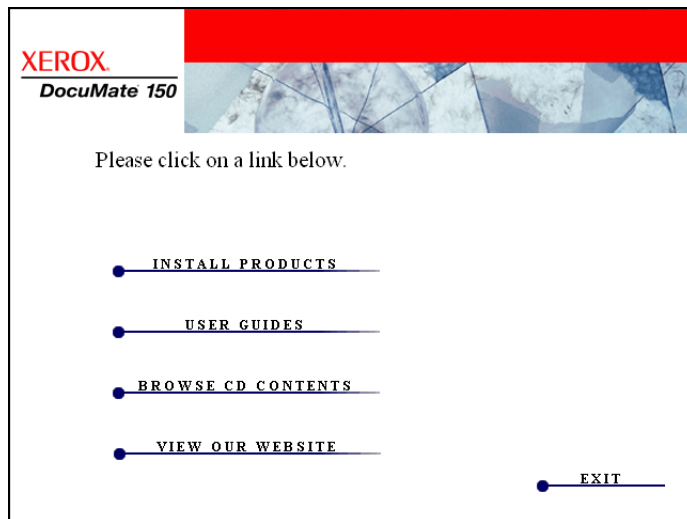 XEROX.
DocuMate® 150
Please click on a link below.
INSTALL PRODUCTS
USER GUIDES
BROWSE CD CONTENTS
VIEW OUR WEBSITE
EXIT